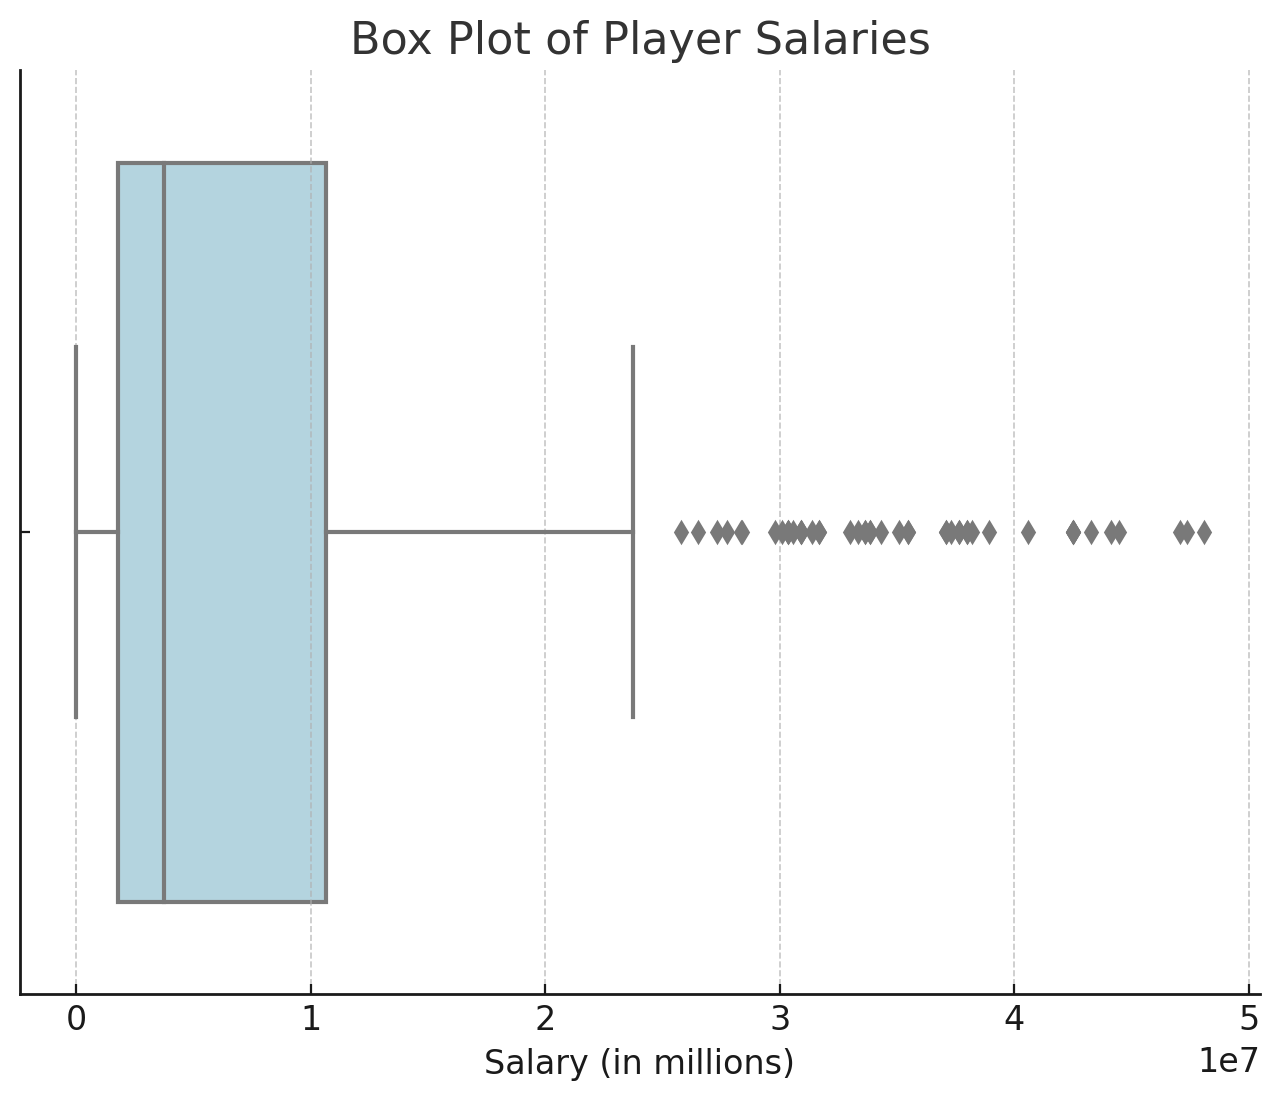 Box Plot of Player Salaries
0 1 2 3 4 5
1e7
Salary (in millions)